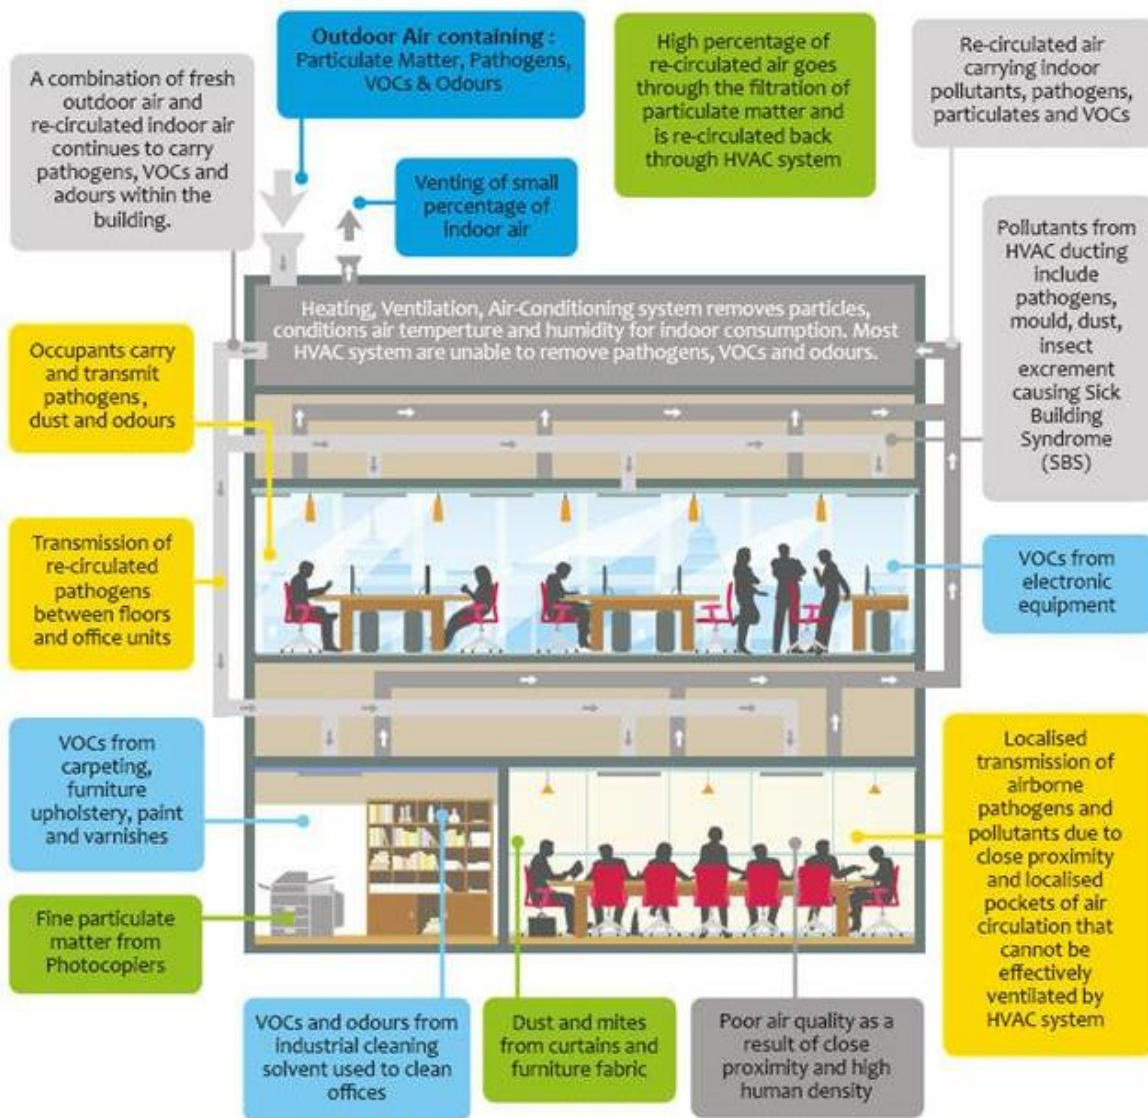 Outdoor Air containing :
Particulate Matter, Pathogens,
VOCs & Odours
High percentage of
re-circulated air goes
through the filtration of
particulate matter and
is re-circulated back
through HVAC system
Re-circulated air
carrying indoor
pollutants, pathogens,
particulates and VOCs
A combination of fresh
outdoor air and
re-circulated indoor air
continues to carry
pathogens, VOCs and
adours within the
building.
Venting of small
percentage of
indoor air
Pollutants from
HVAC ducting
include
pathogens,
mould, dust,
insect
excrement
causing Sick
Building
Syndrome
(SBS)
Heating, Ventilation, Air-Conditioning system removes particles,
conditions air temperture and humidity for indoor consumption. Most
HVAC system are unable to remove pathogens, VOCs and odours.
Occupants carry
and transmit
pathogens,
dust and odours
Transmission of
re-circulated
pathogens
between floors
and office units
VOCs from
electronic
equipment
VOCs from
carpeting,
furniture
upholstery, paint
and varnishes
Localised
transmission of
airborne
pathogens and
pollutants due to
close proximity
and localised
pockets of air
circulation that
cannot be
effectively
ventilated by
HVAC system
Fine particulate
matter from
Photocopiers
VOCs and odours from
industrial cleaning
solvent used to clean
offices
Dust and mites
from curtains and
furniture fabric
Poor air quality as a
result of close
proximity and high
human density